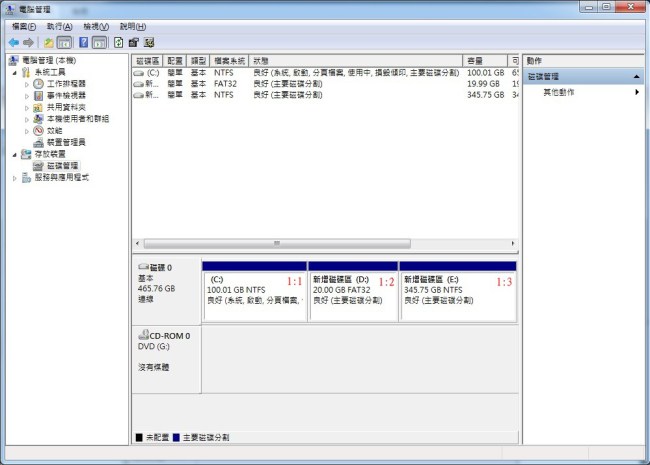 電腦管理
檔案(F) 執行(A) 檢視(V) 說明(H)
電腦管理 (本機)
系統工具
工作排程器
事件檢視器
共用資料夾
本機使用者和群組
效能
裝置管理員
存放裝置
磁碟管理
服務與應用程式
磁碟區 配置 類型 檔案系統 狀態 容量 可
(C:) 簡單 基本 NTFS 良好 (系統, 啟動, 分頁檔案, 使用中, 損毀傾印, 主要磁碟分割) 100.01 GB 65
新... 簡單 基本 FAT32 良好 (主要磁碟分割) 19.99 GB 19
新... 簡單 基本 NTFS 良好 (主要磁碟分割) 345.75 GB 34
磁碟 0
基本
465.76 GB
連線
(C:) 1:1
100.01 GB NTFS
良好 (系統, 啟動, 分頁檔案,
新增磁碟區 (D:) 1:2
20.00 GB FAT32
良好 (主要磁碟分割)
新增磁碟區 (E:) 1:3
345.75 GB NTFS
良好 (主要磁碟分割)
CD-ROM 0
DVD (G:)
沒有媒體
未配置 主要磁碟分割
動作
磁碟管理
其他動作